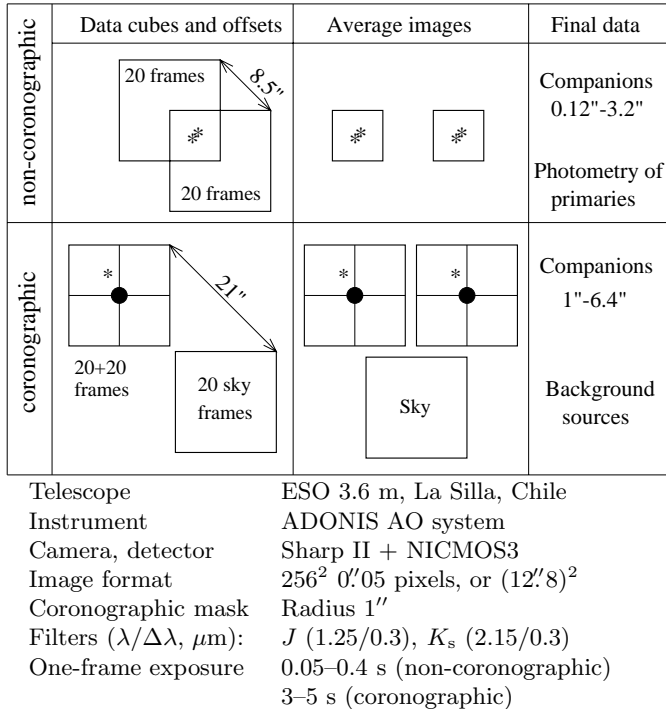 Data cubes and offsets Average images Final data
non-coronographic
20 frames
8.5"
20 frames
Companions
0.12"-3.2"
Photometry of
primaries
coronographic
*
21"
20+20
frames
20 sky
frames
* *
Sky
Companions
1"-6.4"
Background
sources
Telescope ESO 3.6 m, La Silla, Chile
Instrument ADONIS AO system
Camera, detector Sharp II + NICMOS3
Image format 256² 0″.05 pixels, or (12″.8)²
Coronographic mask Radius 1″
Filters (λ/Δλ, μm): J (1.25/0.3), Kₛ (2.15/0.3)
One-frame exposure 0.05–0.4 s (non-coronographic)
3–5 s (coronographic)